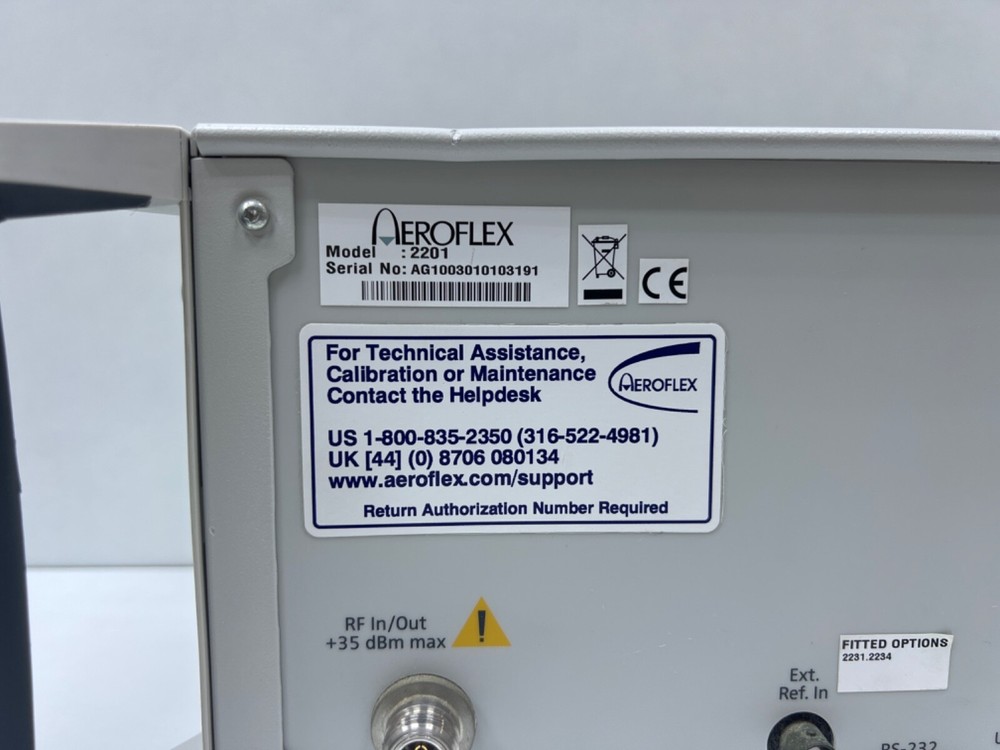 AEROFLEX
Model : 2201
Serial No: AG1003010103191
CE
For Technical Assistance,
Calibration or Maintenance
Contact the Helpdesk
AEROFLEX
US 1-800-835-2350 (316-522-4981)
UK [44] (0) 8706 080134
www.aeroflex.com/support
Return Authorization Number Required
RF In/Out
+35 dBm max
!
FITTED OPTIONS
2231.2234
Ext.
Ref. In
RS-232